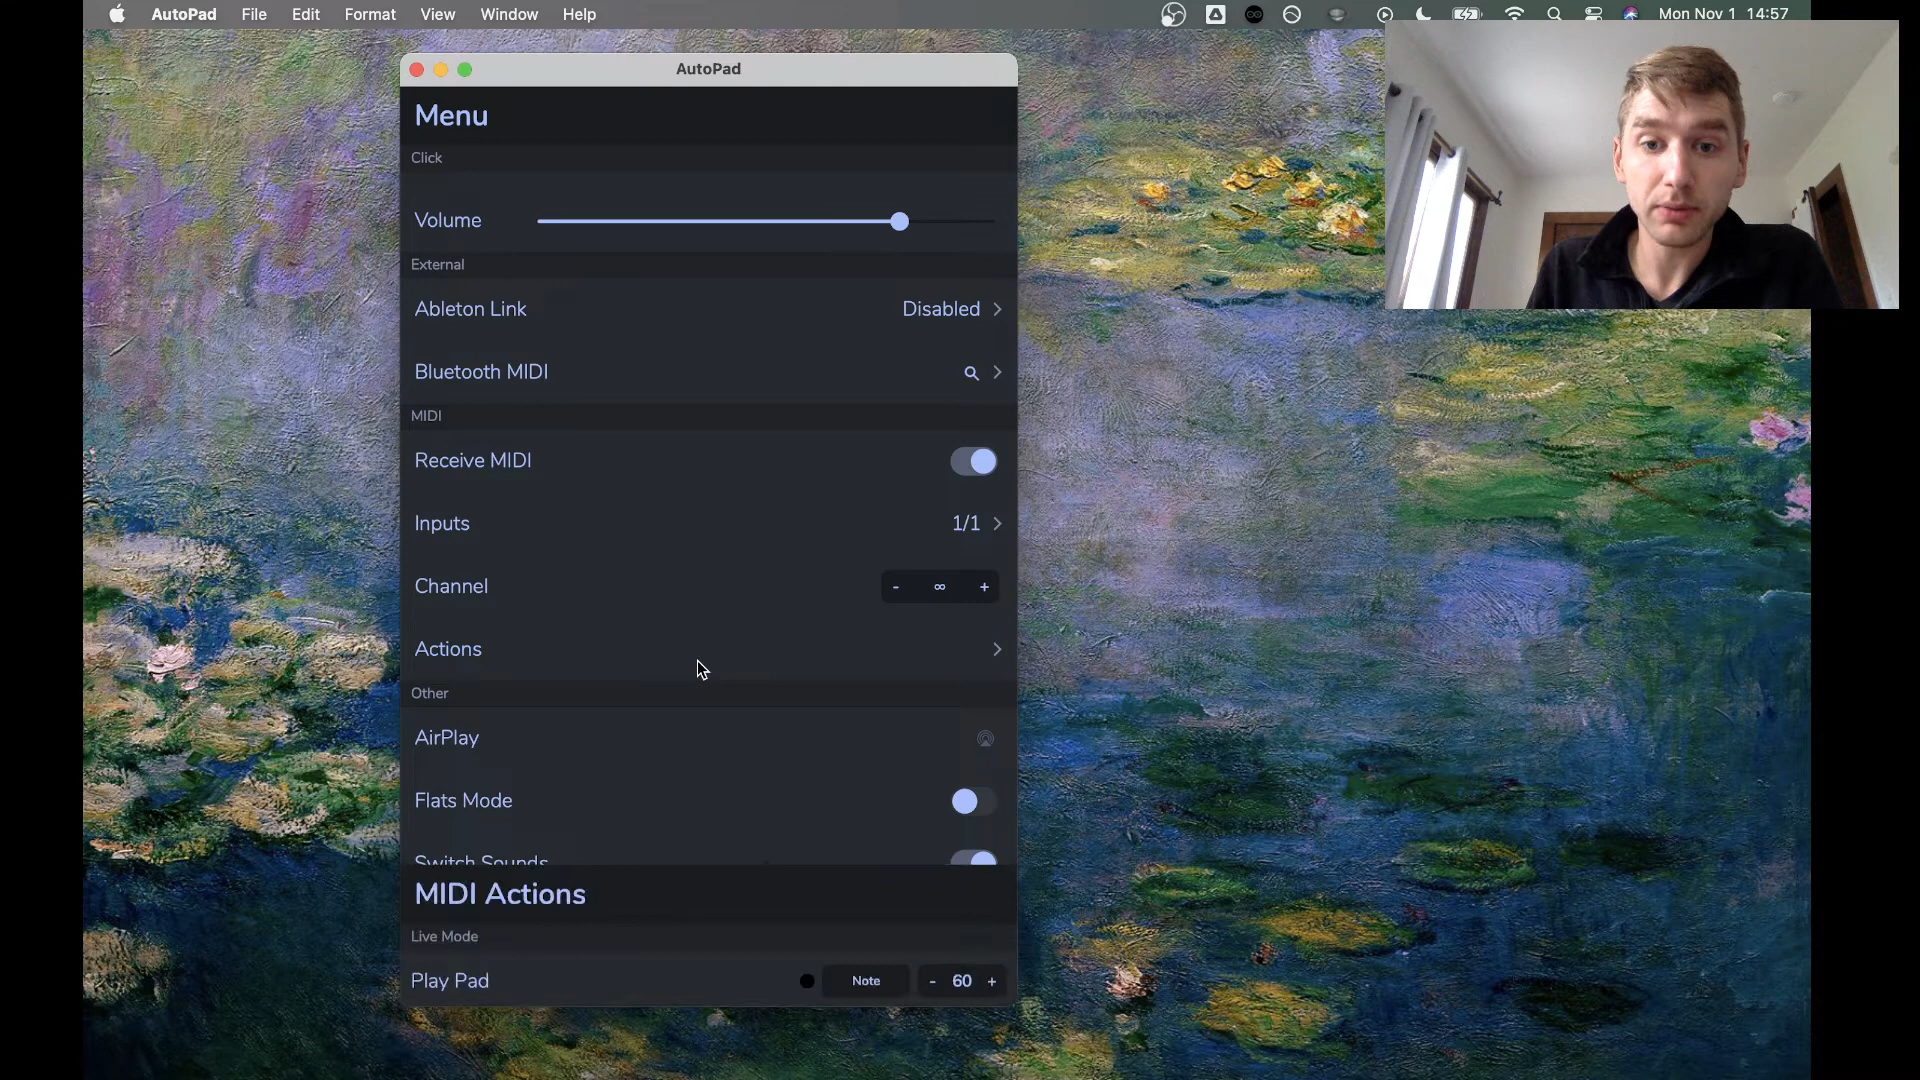 AutoPad File Edit Format View Window Help Mon Nov 1 14:57
AutoPad
Menu
Click
Volume
External
Ableton Link Disabled
Bluetooth MIDI
MIDI
Receive MIDI
Inputs 1/1
Channel - ∞ +
Actions
Other
AirPlay
Flats Mode
Switch Sounds
MIDI Actions
Live Mode
Play Pad Note - 60 +